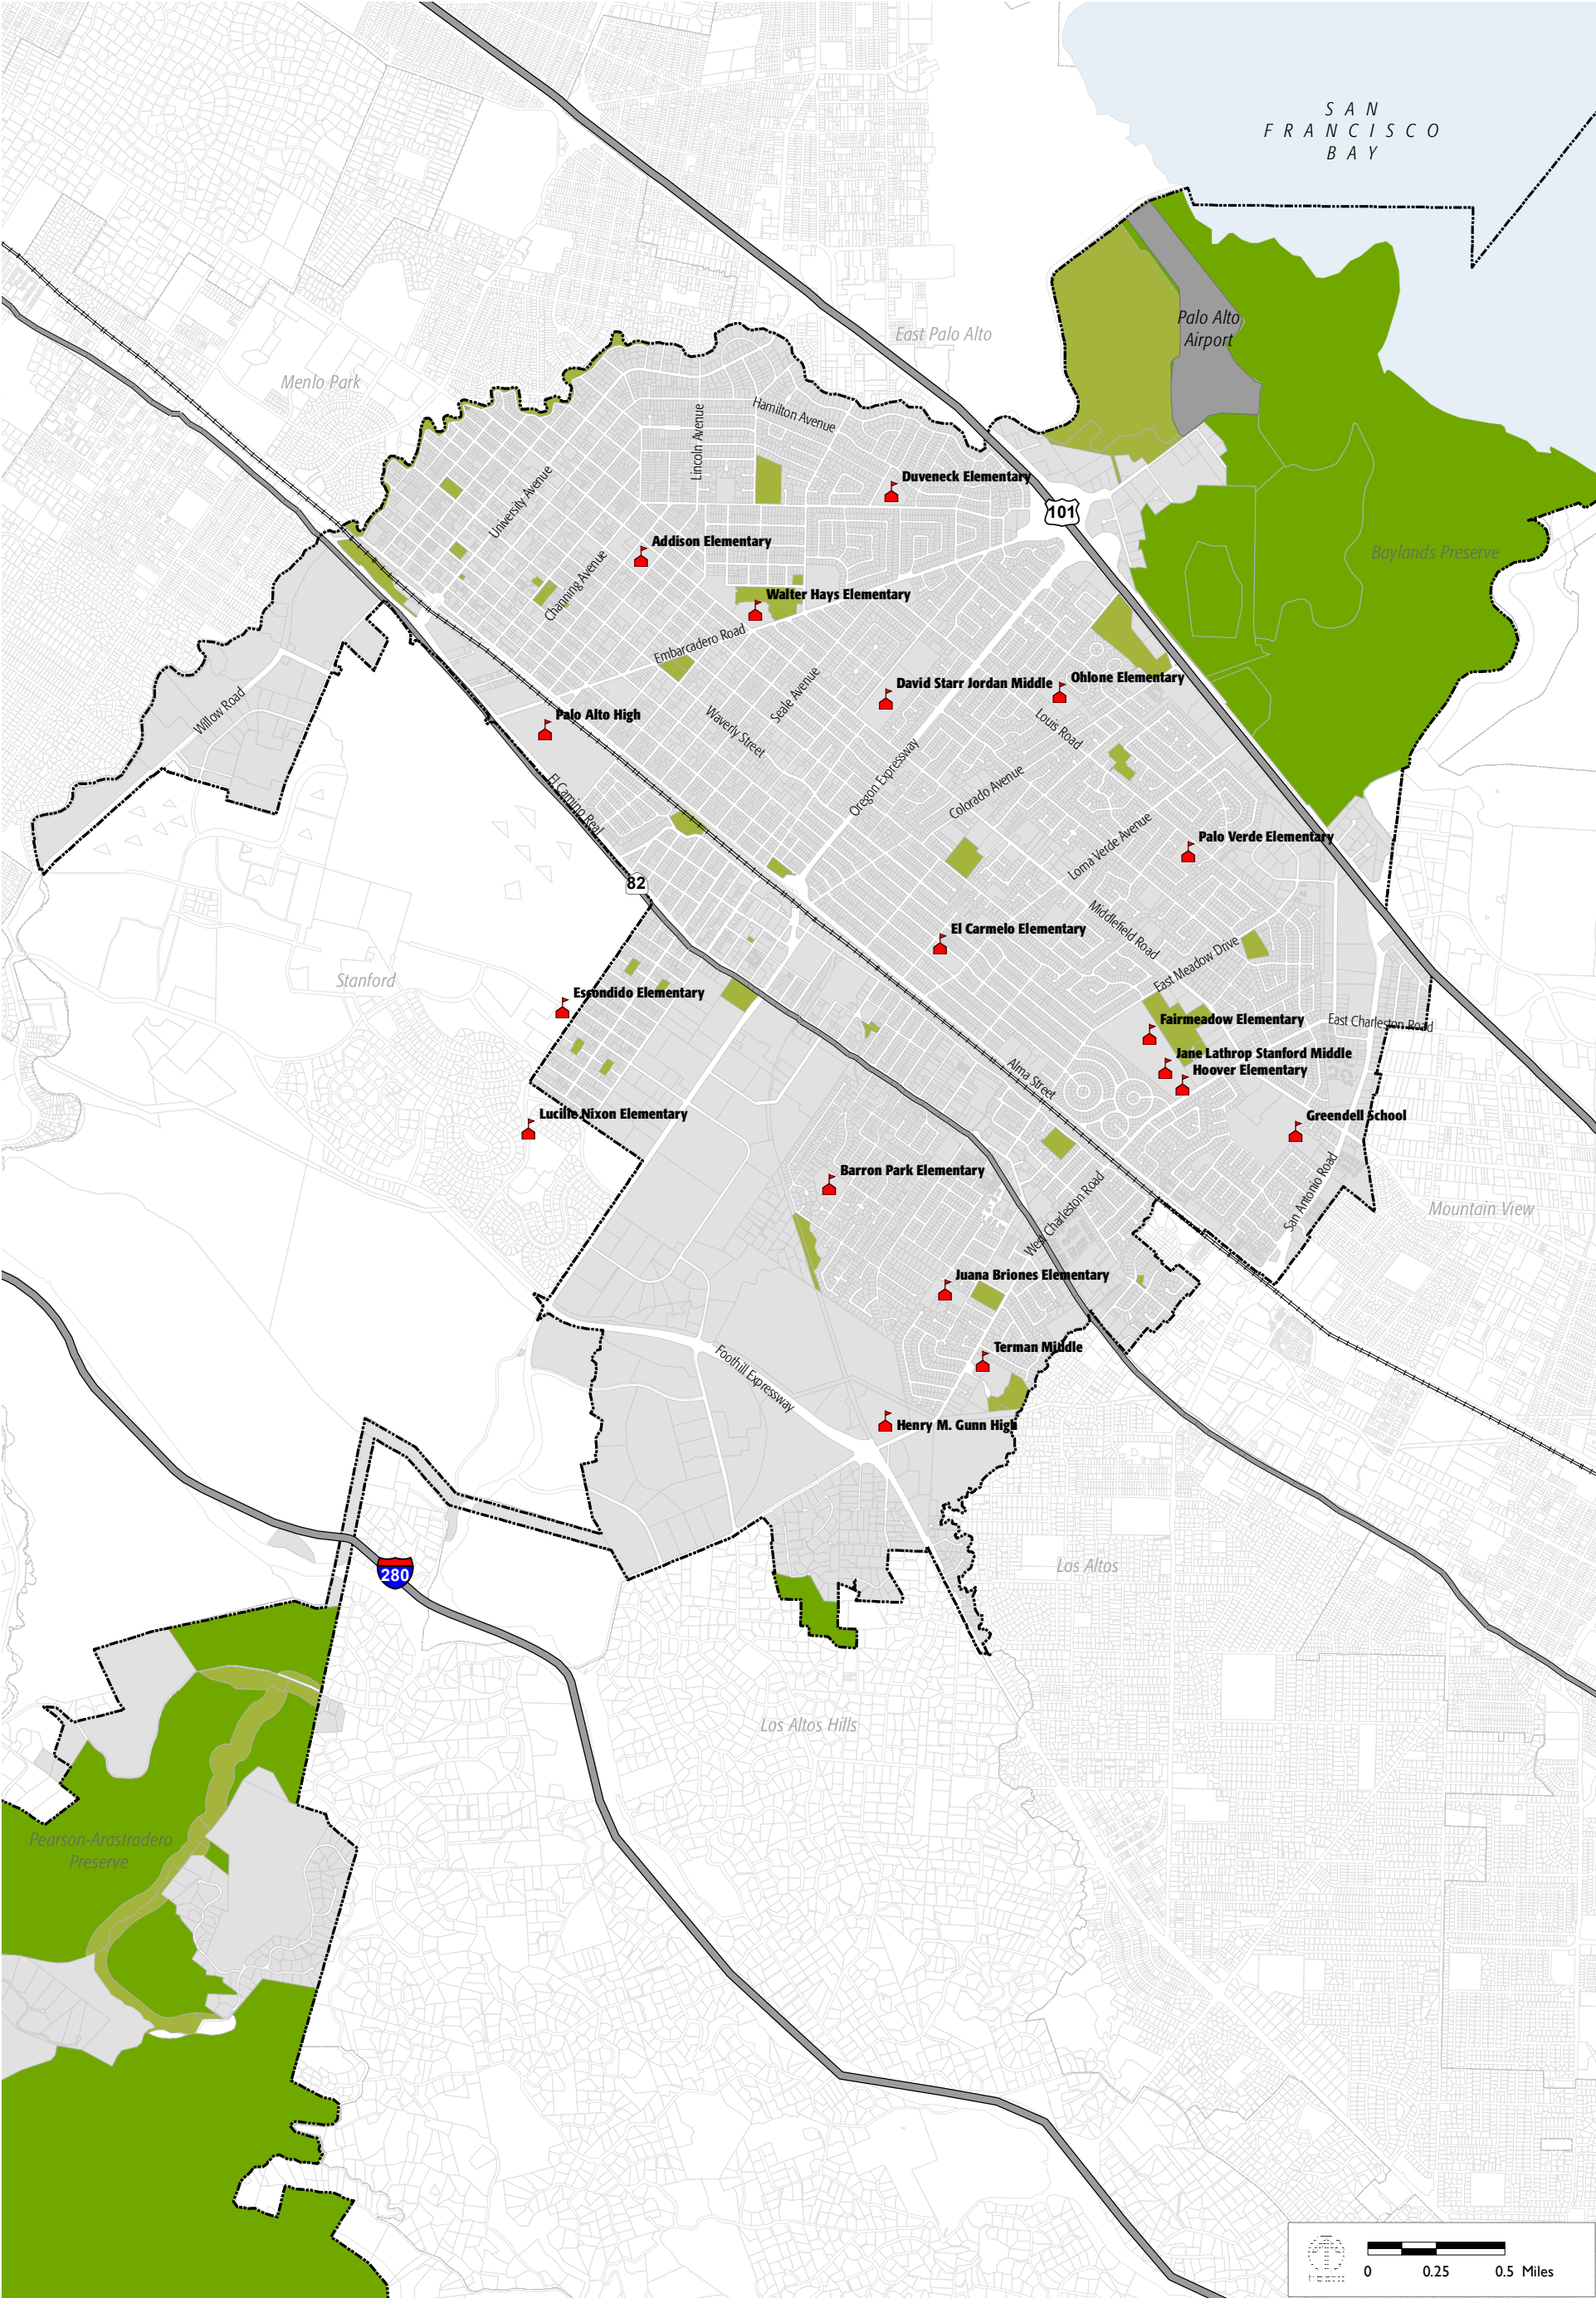 SAN
FRANCISCO
BAY
Palo Alto
Airport
East Palo Alto
Menlo Park
Hamilton Avenue
Lincoln Avenue
University Avenue
Duveneck Elementary
101
Addison Elementary
Baylands Preserve
Channing Avenue
Walter Hays Elementary
Embarcadero Road
Willow Road
Seale Avenue
David Starr Jordan Middle
Ohlone Elementary
Palo Alto High
Waverly Street
Louis Road
Oregon Expressway
Colorado Avenue
El Camino Real
Loma Verde Avenue
Palo Verde Elementary
82
Middlefield Road
El Carmelo Elementary
East Meadow Drive
Stanford
Escondido Elementary
Fairmeadow Elementary
East Charleston Road
Jane Lathrop Stanford Middle
Hoover Elementary
Alma Street
Lucille Nixon Elementary
Greendell School
Barron Park Elementary
San Antonio Road
West Charleston Road
Mountain View
Juana Briones Elementary
Terman Middle
Foothill Expressway
Henry M. Gunn High
Los Altos
280
Los Altos Hills
Pearson-Arastradero
Preserve
0 0.25 0.5 Miles